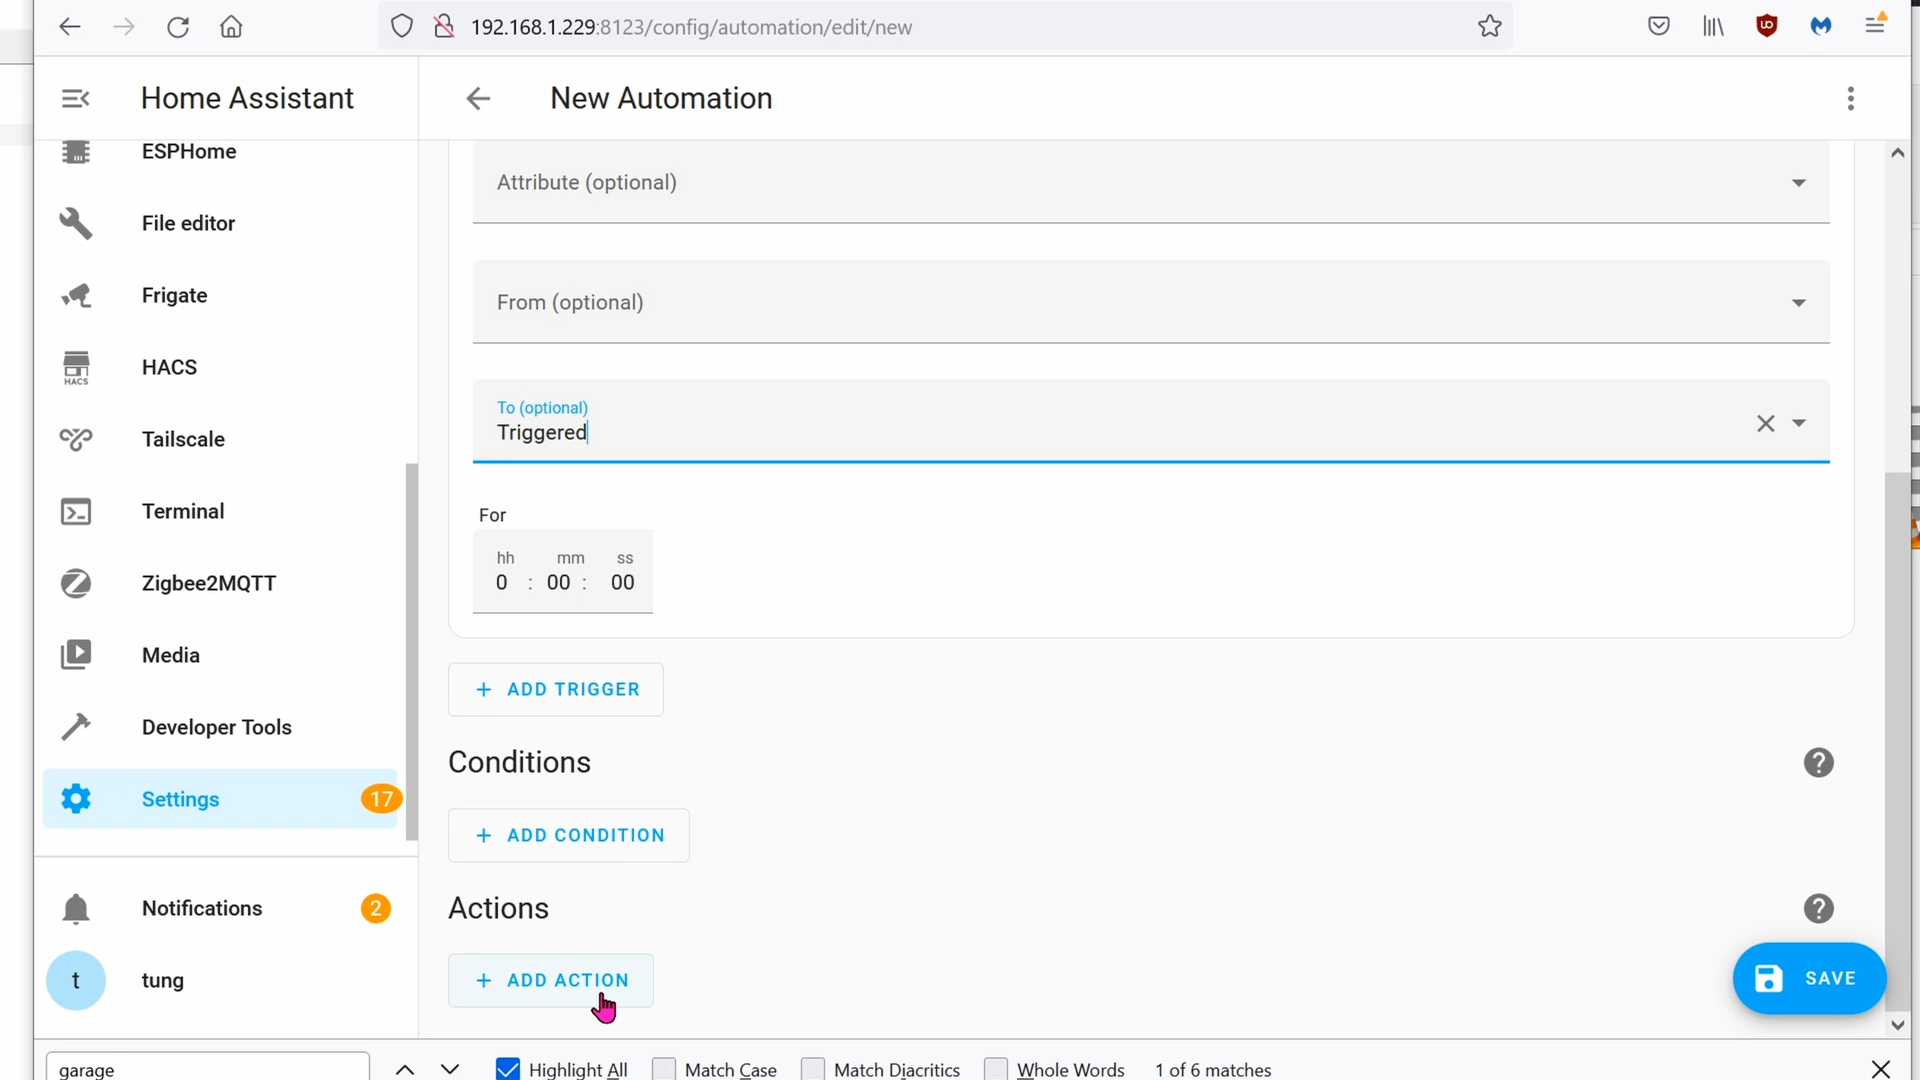 192.168.1.229:8123/config/automation/edit/new
Home Assistant
New Automation
ESPHome
File editor
Frigate
HACS
HACS
Tailscale
Terminal
Zigbee2MQTT
Media
Developer Tools
Settings 17
Notifications 2
t tung
Attribute (optional)
From (optional)
To (optional)
Triggered
For
hh mm ss
0 : 00 : 00
+ ADD TRIGGER
Conditions
+ ADD CONDITION
Actions
+ ADD ACTION
SAVE
garage Highlight All Match Case Match Diacritics Whole Words 1 of 6 matches